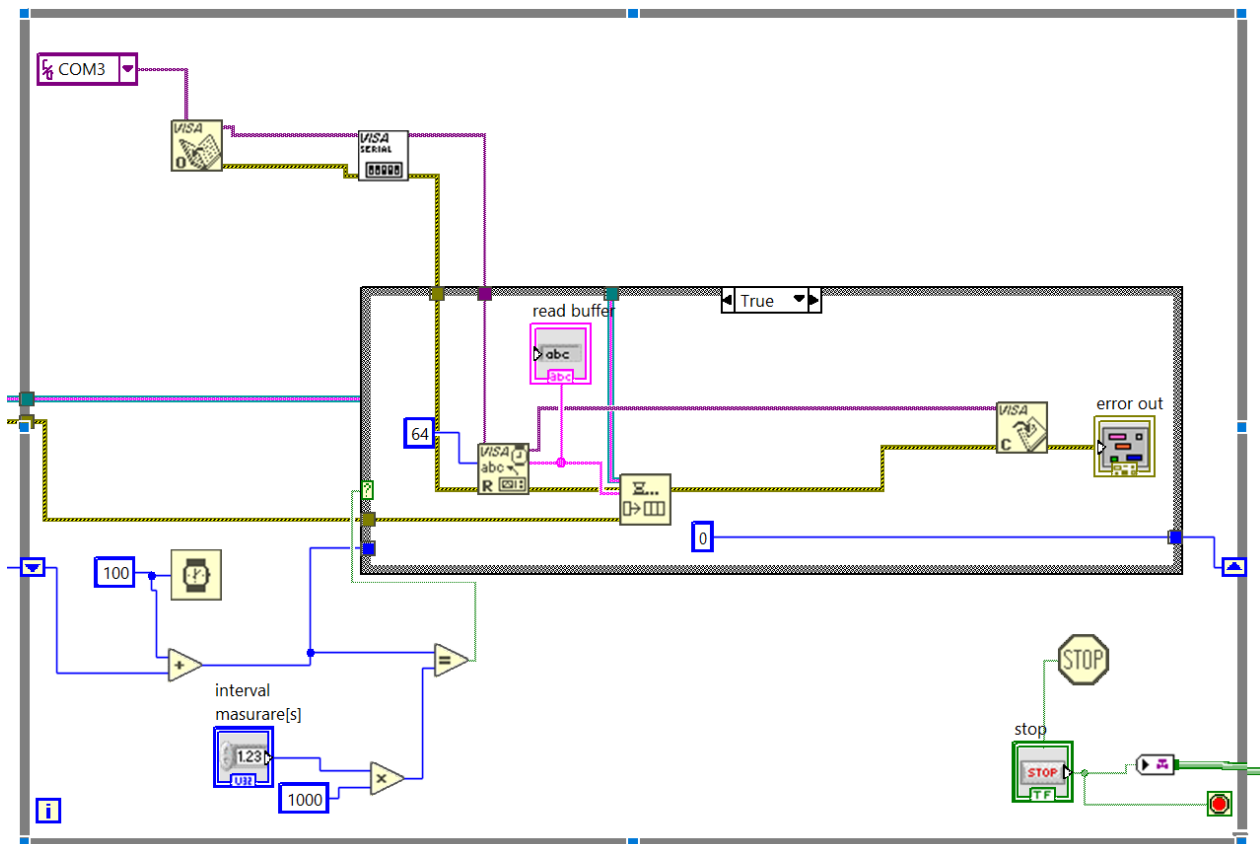 COM3
VISA
O
VISA
SERIAL
True
read buffer
abc
abc
64
VISA
abc
R
VISA
C
error out
?
0
100
+
=
interval
masurare[s]
1.23
U32
×
1000
i
STOP
stop
STOP
TF